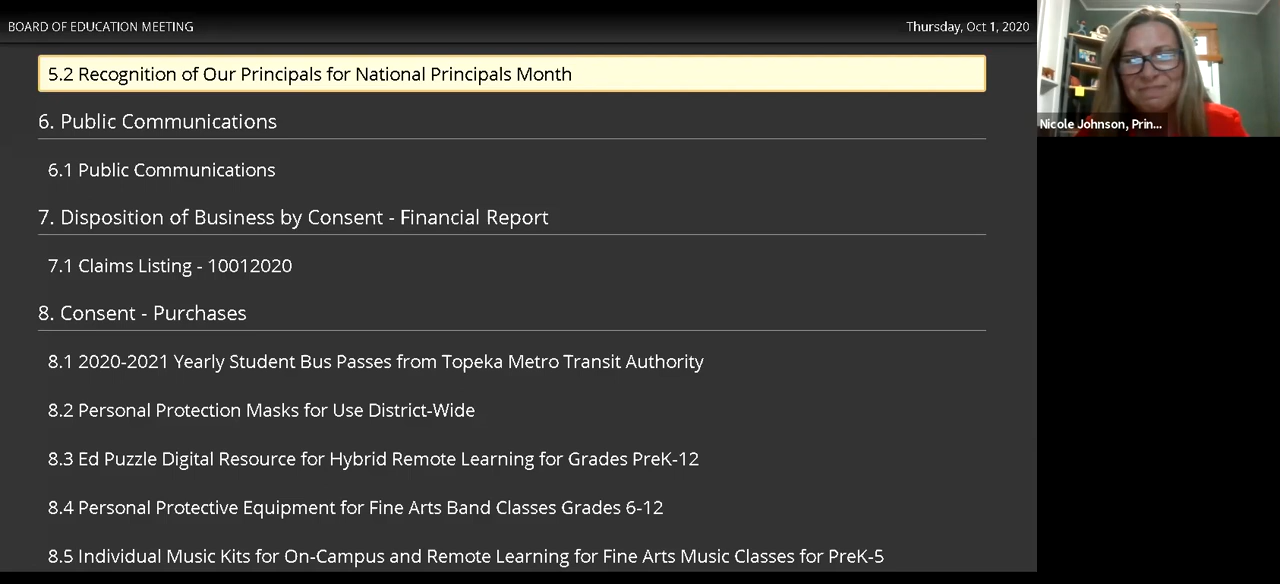 BOARD OF EDUCATION MEETING
Thursday, Oct 1, 2020
5.2 Recognition of Our Principals for National Principals Month
6. Public Communications
6.1 Public Communications
7. Disposition of Business by Consent - Financial Report
7.1 Claims Listing - 10012020
8. Consent - Purchases
8.1 2020-2021 Yearly Student Bus Passes from Topeka Metro Transit Authority
8.2 Personal Protection Masks for Use District-Wide
8.3 Ed Puzzle Digital Resource for Hybrid Remote Learning for Grades PreK-12
8.4 Personal Protective Equipment for Fine Arts Band Classes Grades 6-12
8.5 Individual Music Kits for On-Campus and Remote Learning for Fine Arts Music Classes for PreK-5
Nicole Johnson, Prin...